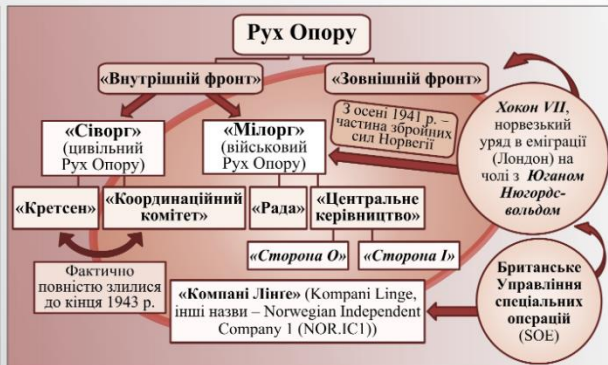 Рух Опору
«Внутрішній фронт»
«Зовнішній фронт»
«Сіворг»
(цивільний
Рух Опору)
«Мілорг»
(військовий
Рух Опору)
З осені 1941 р. –
частина збройних
сил Норвегії
Хокон VII,
норвезький
уряд в еміграції
(Лондон) на
чолі з Юганом
Нюгордс-
вольдом
«Кретсен»
«Координаційний
комітет»
«Рада»
«Центральне
керівництво»
«Сторона О»
«Сторона І»
Фактично
повністю злилися
до кінця 1943 р.
«Компані Лінґе» (Kompani Linge,
інші назви – Norwegian Independent
Company 1 (NOR.IC1))
Британське
Управління
спеціальних
операцій
(SOE)